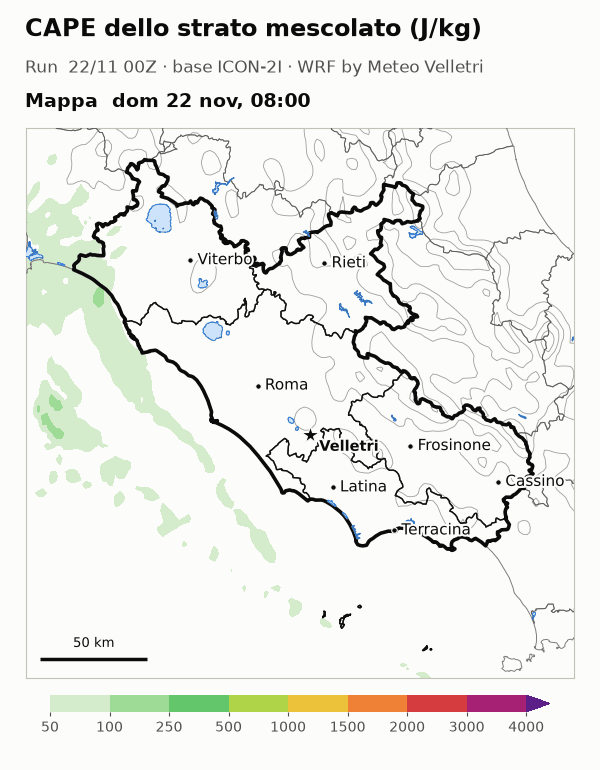 CAPE dello strato mescolato (J/kg)
Run  22/11 00Z · base ICON-2I · WRF by Meteo Velletri
Mappa  dom 22 nov, 08:00
Viterbo
Rieti
Roma
Velletri
Frosinone
Cassino
Latina
Terracina
50 km
50 100 250 500 1000 1500 2000 3000 4000